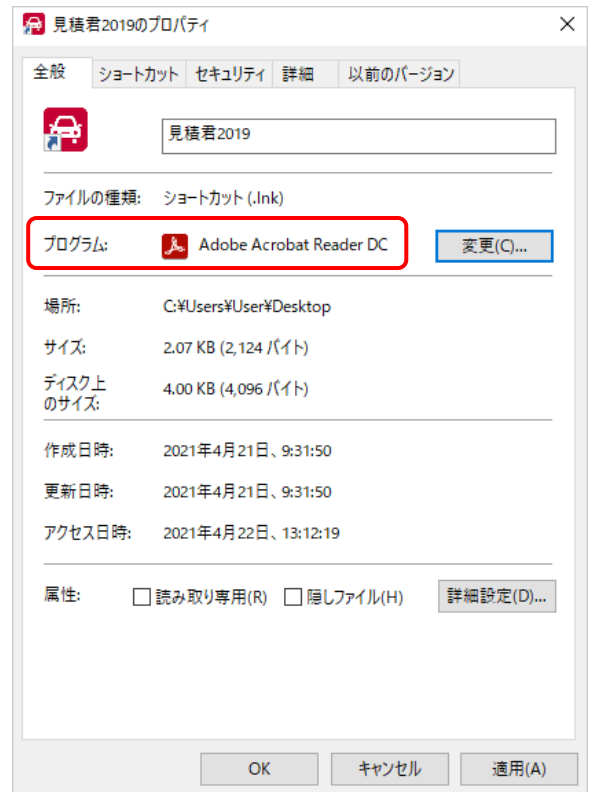 見積君2019のプロパティ
全般 ショートカット セキュリティ 詳細 以前のバージョン
見積君2019
ファイルの種類: ショートカット (.lnk)
プログラム: Adobe Acrobat Reader DC 変更(C)...
場所: C:¥Users¥User¥Desktop
サイズ: 2.07 KB (2,124 バイト)
ディスク上
のサイズ: 4.00 KB (4,096 バイト)
作成日時: 2021年4月21日、9:31:50
更新日時: 2021年4月21日、9:31:50
アクセス日時: 2021年4月22日、13:12:19
属性: 読み取り専用(R) 隠しファイル(H) 詳細設定(D)...
OK キャンセル 適用(A)